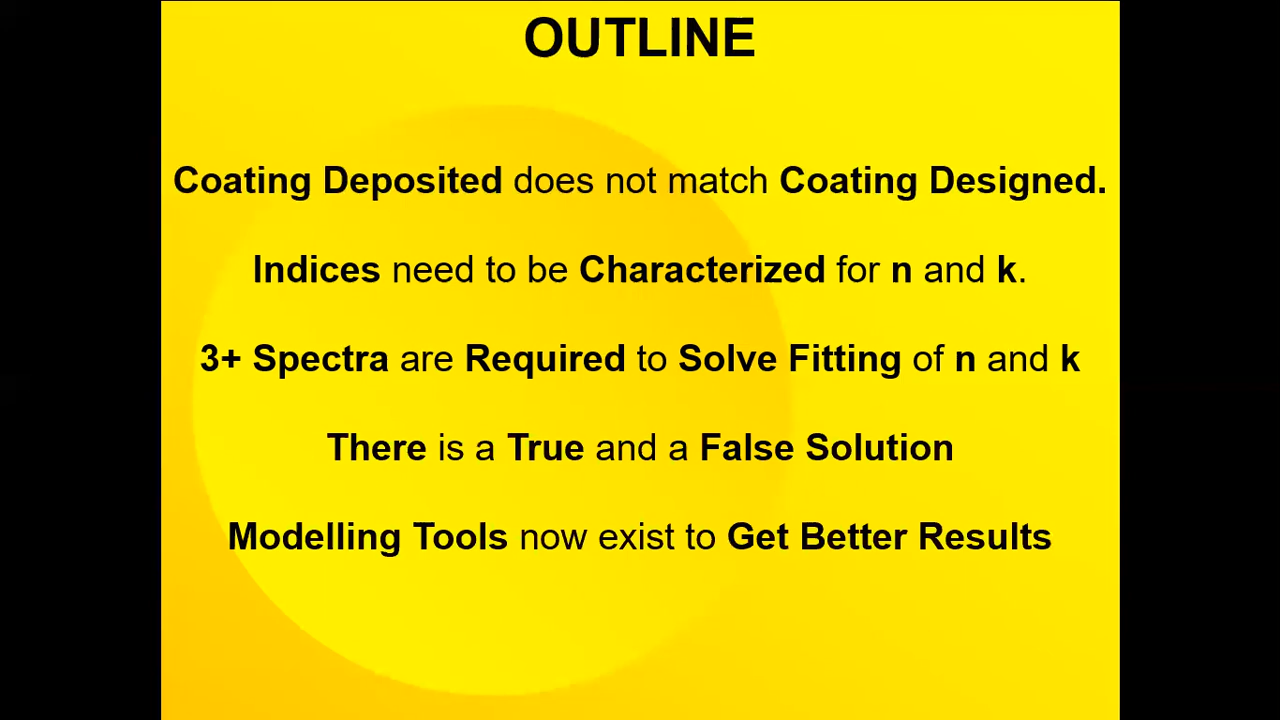 OUTLINE
Coating Deposited does not match Coating Designed.
Indices need to be Characterized for n and k.
3+ Spectra are Required to Solve Fitting of n and k
There is a True and a False Solution
Modelling Tools now exist to Get Better Results